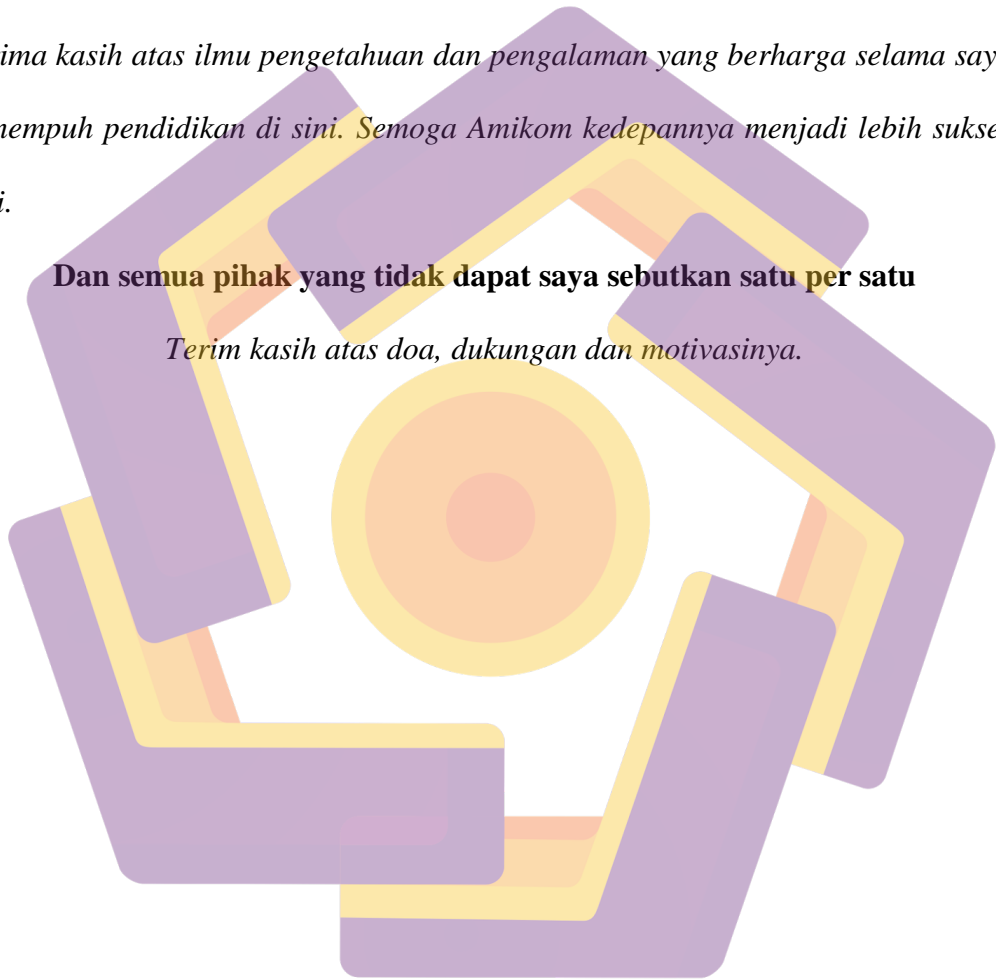 ima kasih atas ilmu pengetahuan dan pengalaman yang berharga selama say
nempuh pendidikan di sini. Semoga Amikom kedepannya menjadi lebih sukse
i.
Dan semua pihak yang tidak dapat saya sebutkan satu per satu
Terim kasih atas doa, dukungan dan motivasinya.